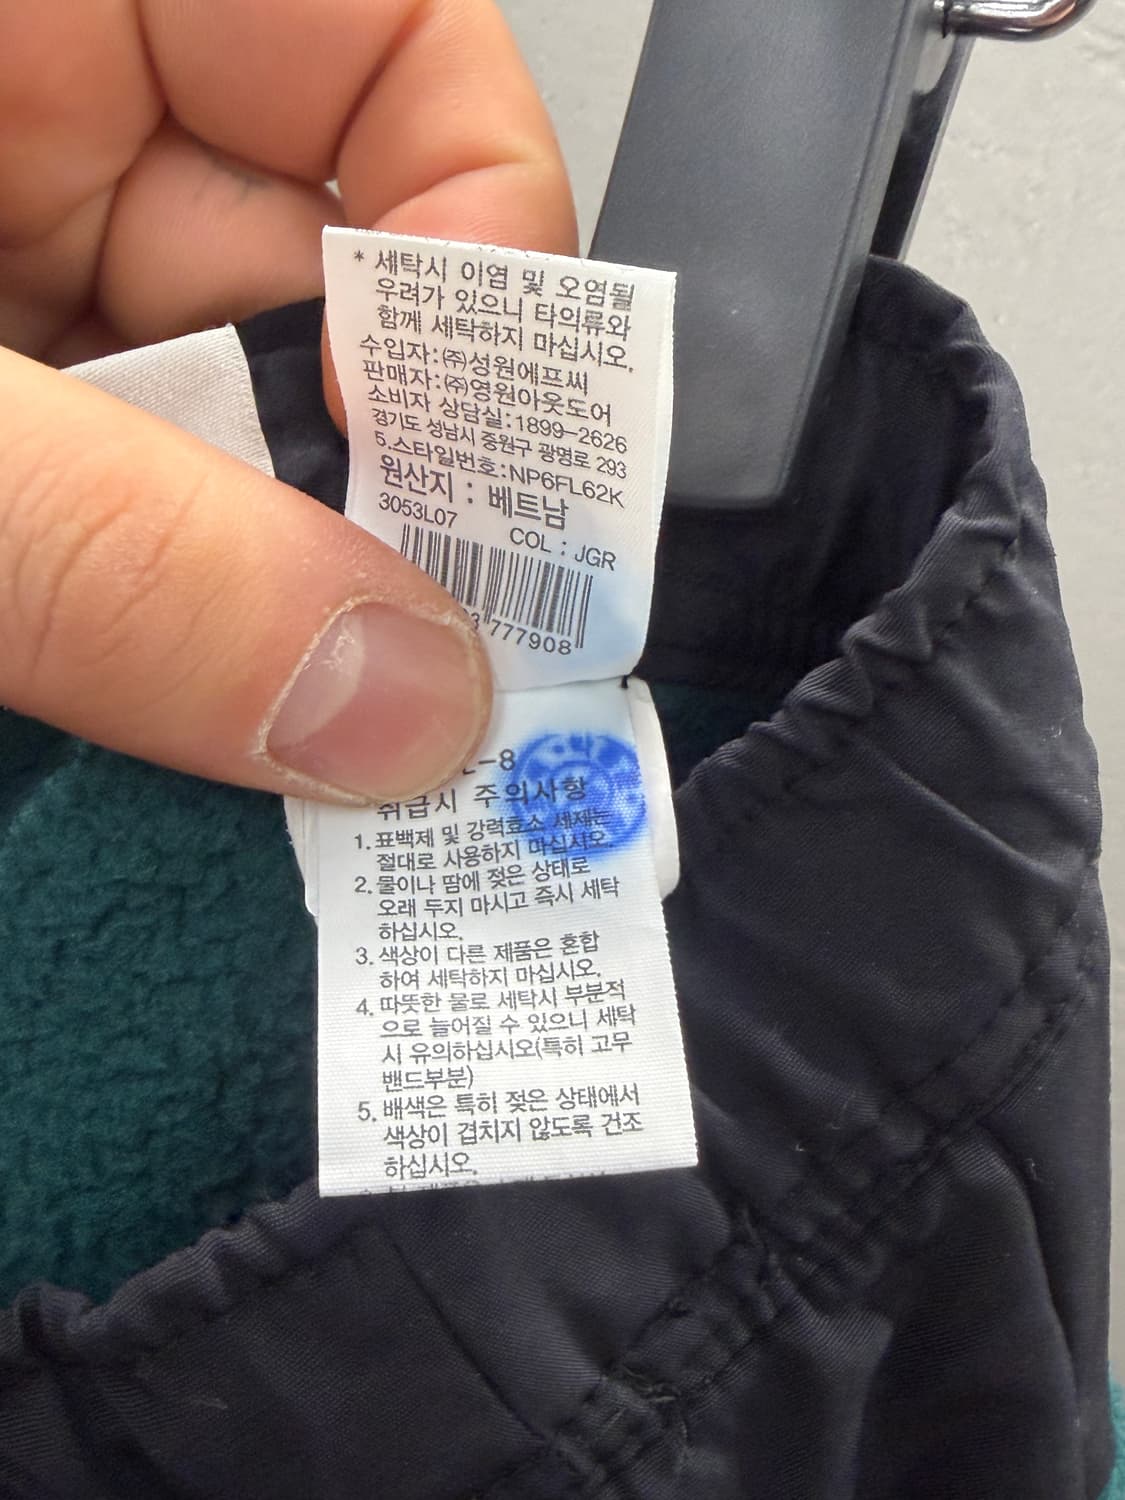 * 세탁시 이염 및 오염될
우려가 있으니 타의류와
함께 세탁하지 마십시오.
수입자:㈜성원에프씨
판매자:㈜영원아웃도어
소비자 상담실:1899-2626
경기도 성남시 중원구 광명로 293
5.스타일번호:NP6FL62K
원산지 : 베트남
3053L07
COL : JGR
777908
-8
취급시 주의사항
1. 표백제 및 강력효소 세제는
절대로 사용하지 마십시오.
2. 물이나 땀에 젖은 상태로
오래 두지 마시고 즉시 세탁
하십시오.
3. 색상이 다른 제품은 혼합
하여 세탁하지 마십시오.
4. 따뜻한 물로 세탁시 부분적
으로 늘어질 수 있으니 세탁
시 유의하십시오(특히 고무
밴드부분)
5. 배색은 특히 젖은 상태에서
색상이 겹치지 않도록 건조
하십시오.